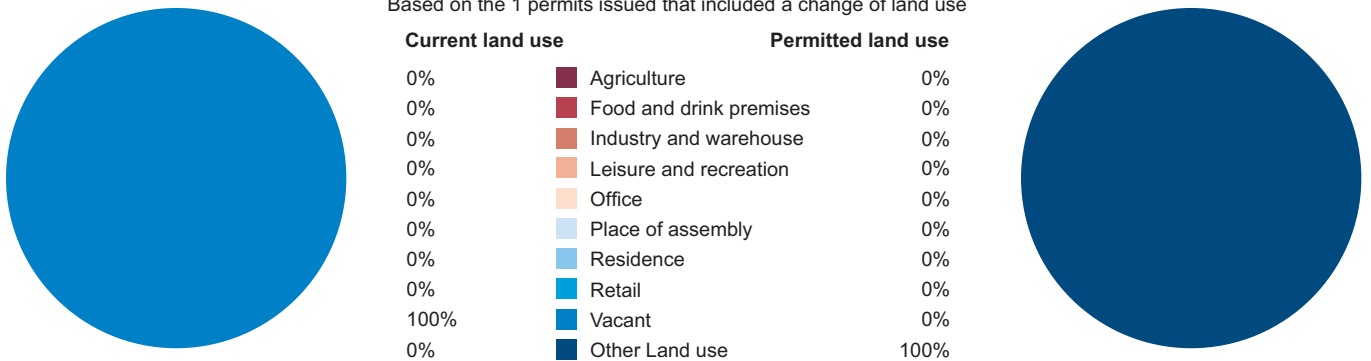 Based on the 1 permits issued that included a change of land use
Current land use Permitted land use
0% Agriculture 0%
0% Food and drink premises 0%
0% Industry and warehouse 0%
0% Leisure and recreation 0%
0% Office 0%
0% Place of assembly 0%
0% Residence 0%
0% Retail 0%
100% Vacant 0%
0% Other Land use 100%